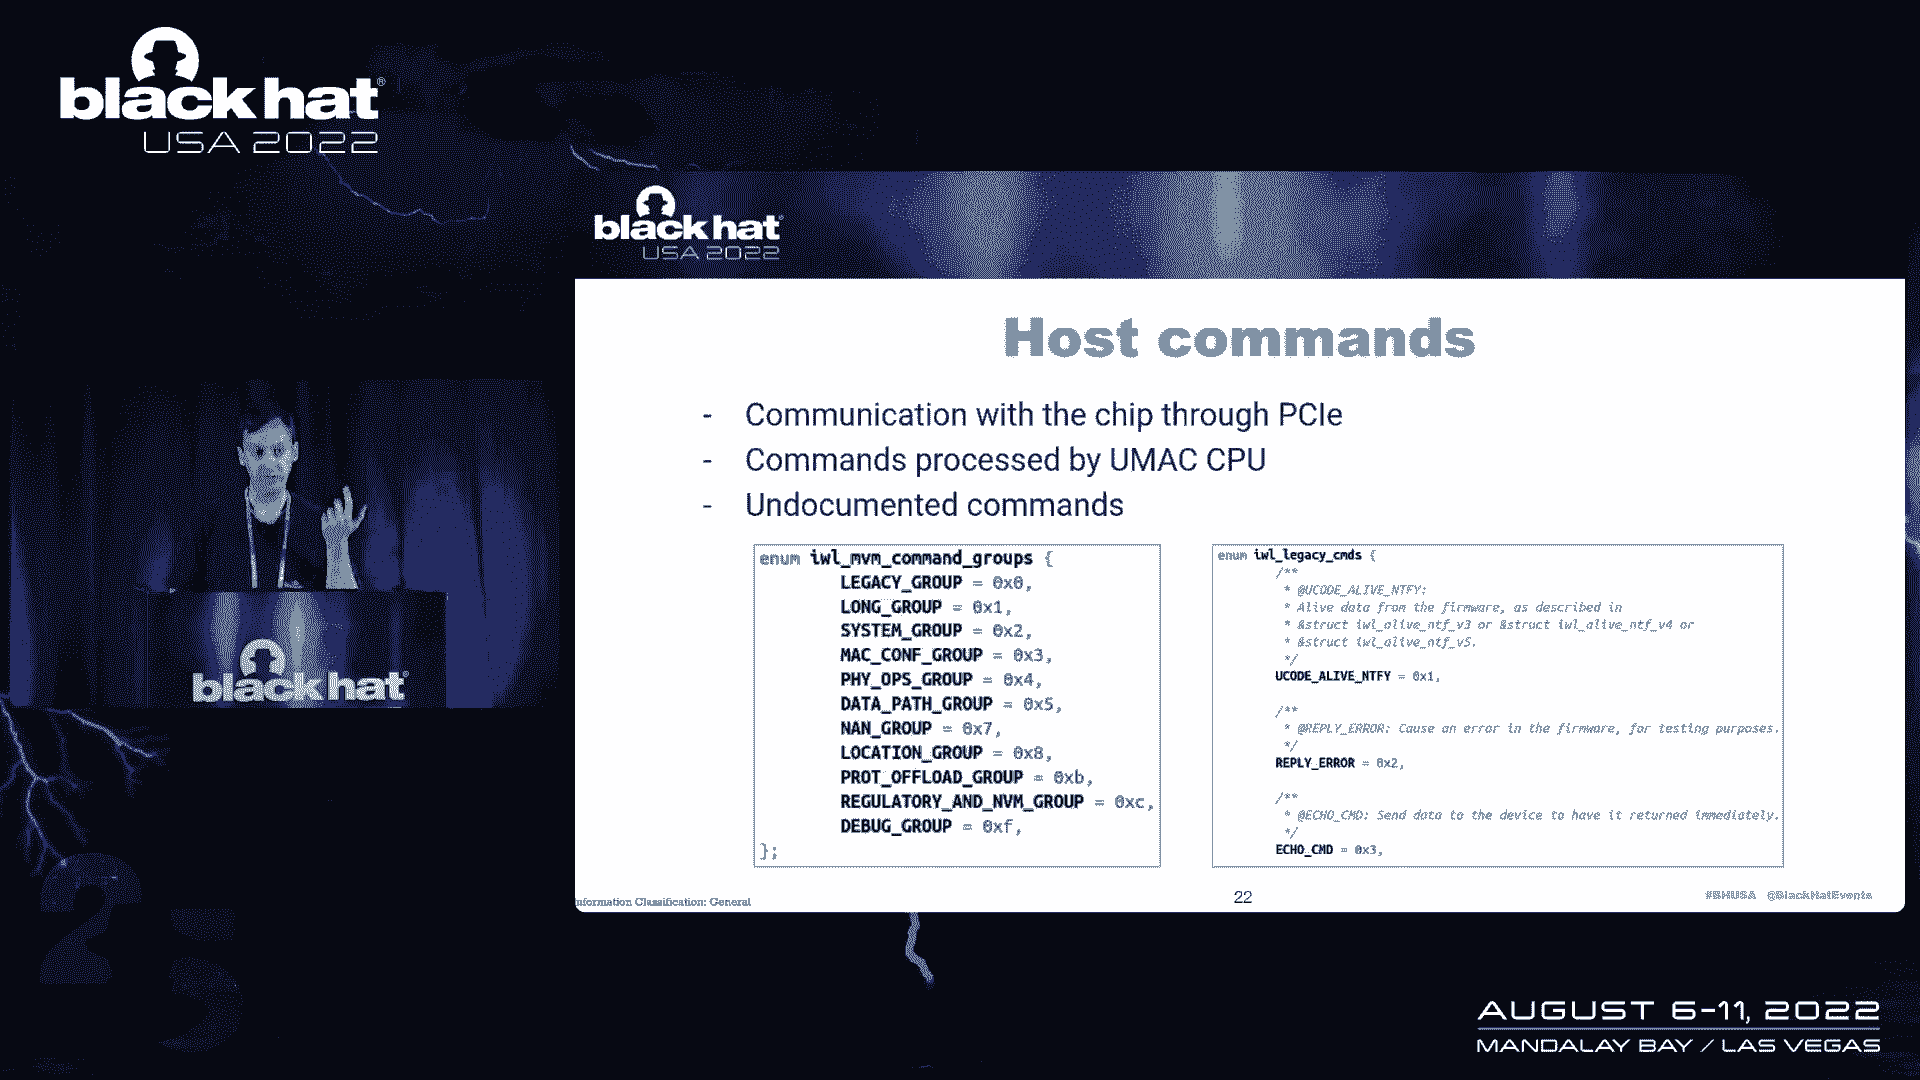 black hat®
USA 2022
black hat®
USA 2022
Host commands
- Communication with the chip through PCIe
- Commands processed by UMAC CPU
- Undocumented commands
enum iwl_mvm_command_groups {
LEGACY_GROUP = 0x0,
LONG_GROUP = 0x1,
SYSTEM_GROUP = 0x2,
MAC_CONF_GROUP = 0x3,
PHY_OPS_GROUP = 0x4,
DATA_PATH_GROUP = 0x5,
NAN_GROUP = 0x7,
LOCATION_GROUP = 0x8,
PROT_OFFLOAD_GROUP = 0xb,
REGULATORY_AND_NVM_GROUP = 0xc,
DEBUG_GROUP = 0xf,
};
enum iwl_legacy_cmds {
/**
* @UCODE_ALIVE_NTFY:
* Alive data from the firmware, as described in
* &struct iwl_alive_ntf_v3 or &struct iwl_alive_ntf_v4 or
* &struct iwl_alive_ntf_v5.
*/
UCODE_ALIVE_NTFY = 0x1,
/**
* @REPLY_ERROR: Cause an error in the firmware, for testing purposes.
*/
REPLY_ERROR = 0x2,
/**
* @ECHO_CMD: Send data to the device to have it returned immediately.
*/
ECHO_CMD = 0x3,
nformation Classification: General
22
#BHUSA @BlackHatEvents
black hat®
25
AUGUST 6-11, 2022
MANDALAY BAY / LAS VEGAS